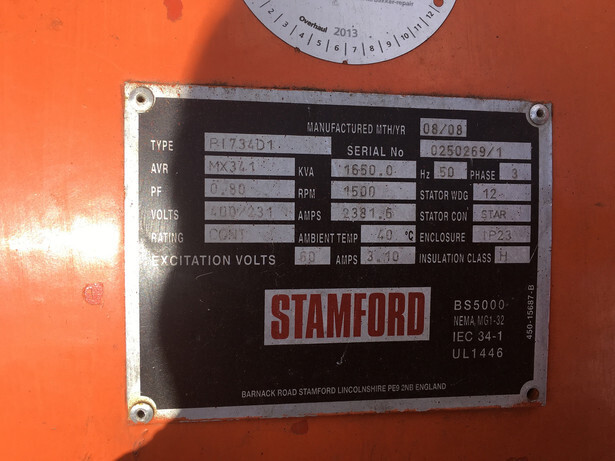 Overhaul 2013
2 3 4 5 6 7 8 9 10 11 12
MANUFACTURED MTH/YR 08/08
TYPE PI734D1 SERIAL No 0250269/1
AVR MX341 KVA 1650.0 Hz 50 PHASE 3
PF 0.80 RPM 1500 STATOR WDG 12
VOLTS 400/231 AMPS 2381.6 STATOR CON STAR
RATING CONT AMBIENT TEMP 40 °C ENCLOSURE IP23
EXCITATION VOLTS 60 AMPS 3.10 INSULATION CLASS H
STAMFORD
BS5000
NEMA MG1-32
IEC 34-1
UL1446
450-15687-B
BARNACK ROAD STAMFORD LINCOLNSHIRE PE9 2NB ENGLAND